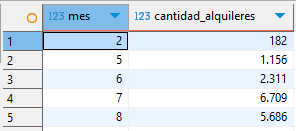 123 mes 123 cantidad_alquileres
1 2 182
2 5 1.156
3 6 2.311
4 7 6.709
5 8 5.686